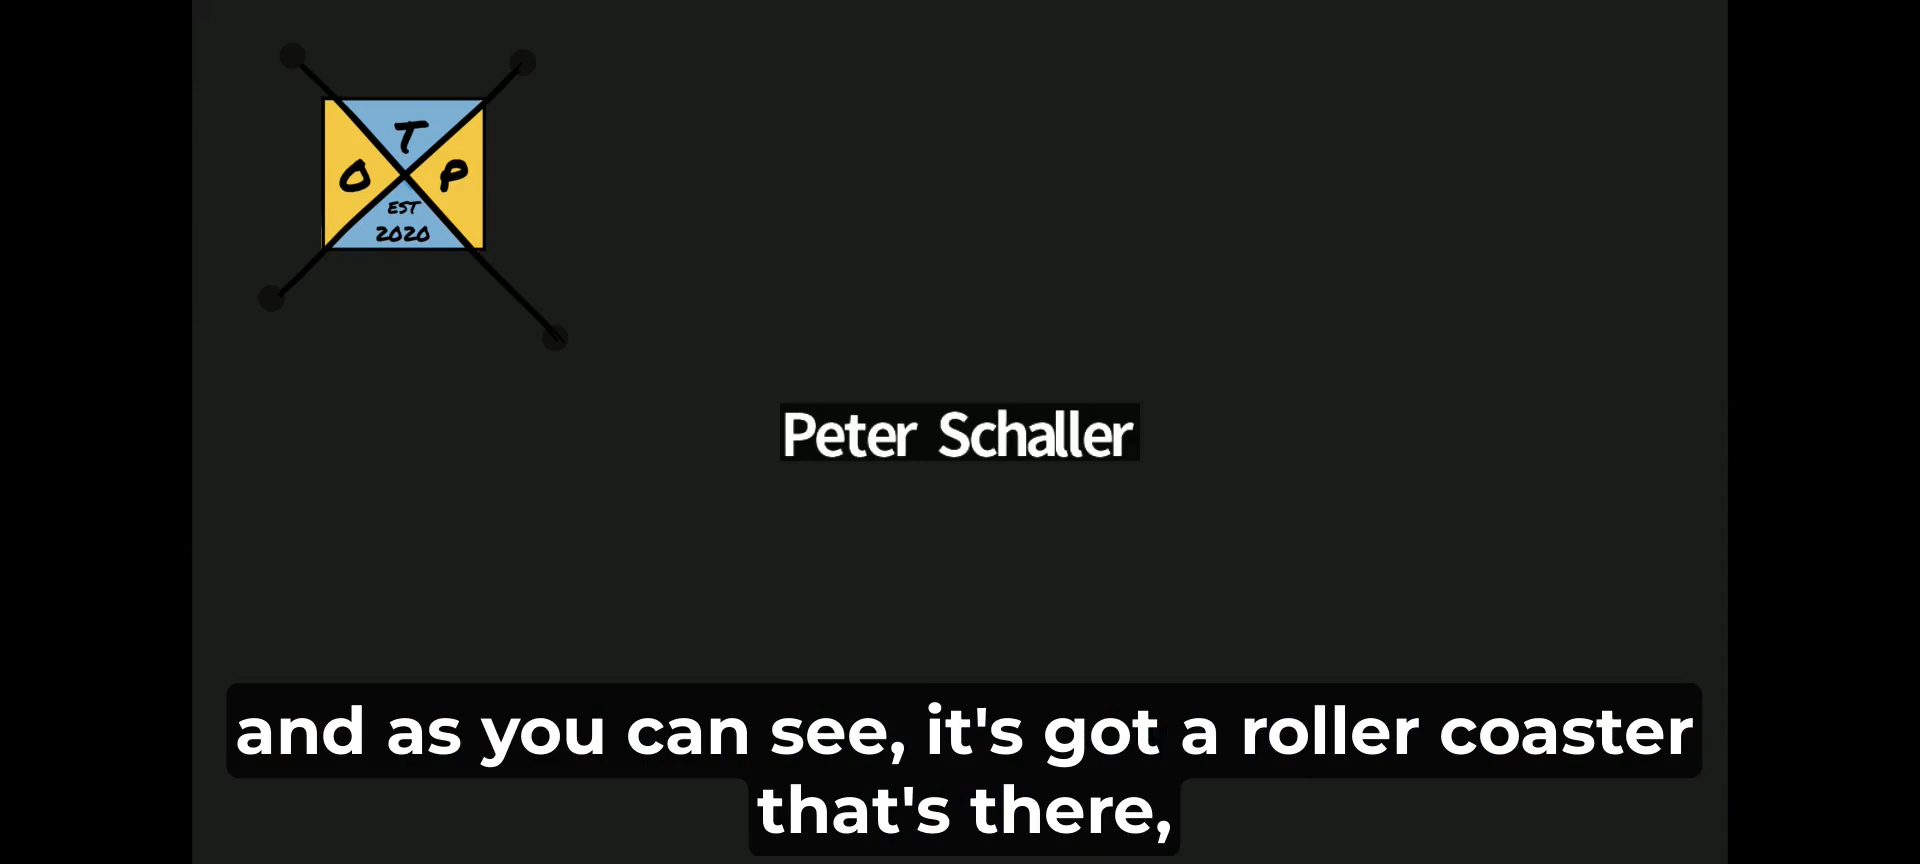 T
O P
EST
2020
Peter Schaller
and as you can see, it's got a roller coaster
that's there,